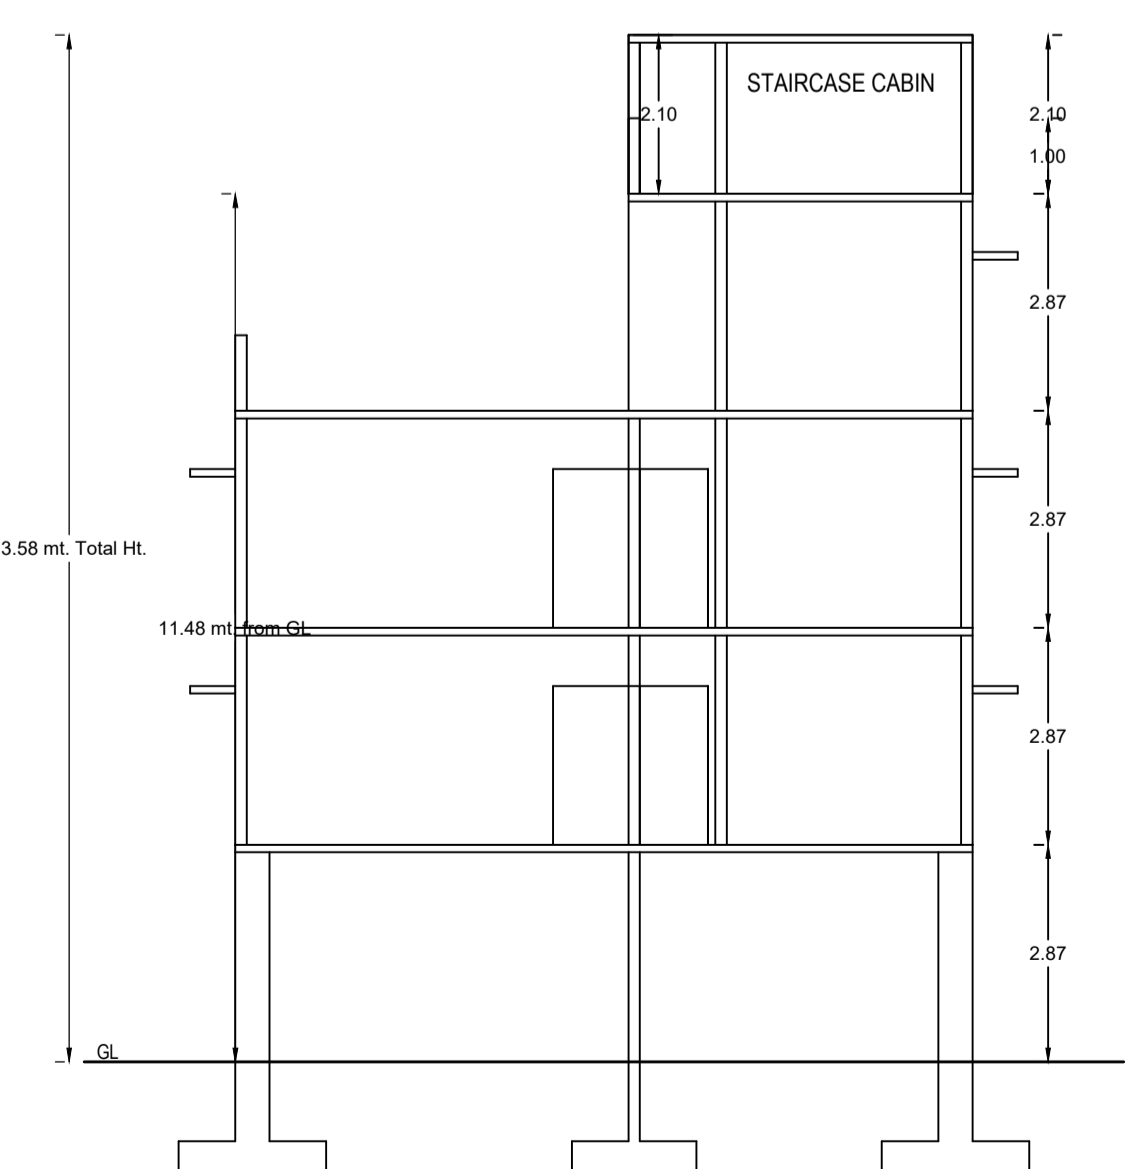 STAIRCASE CABIN
2.10
2.10
1.00
2.87
2.87
3.58 mt. Total Ht.
11.48 mt. from GL
2.87
2.87
GL